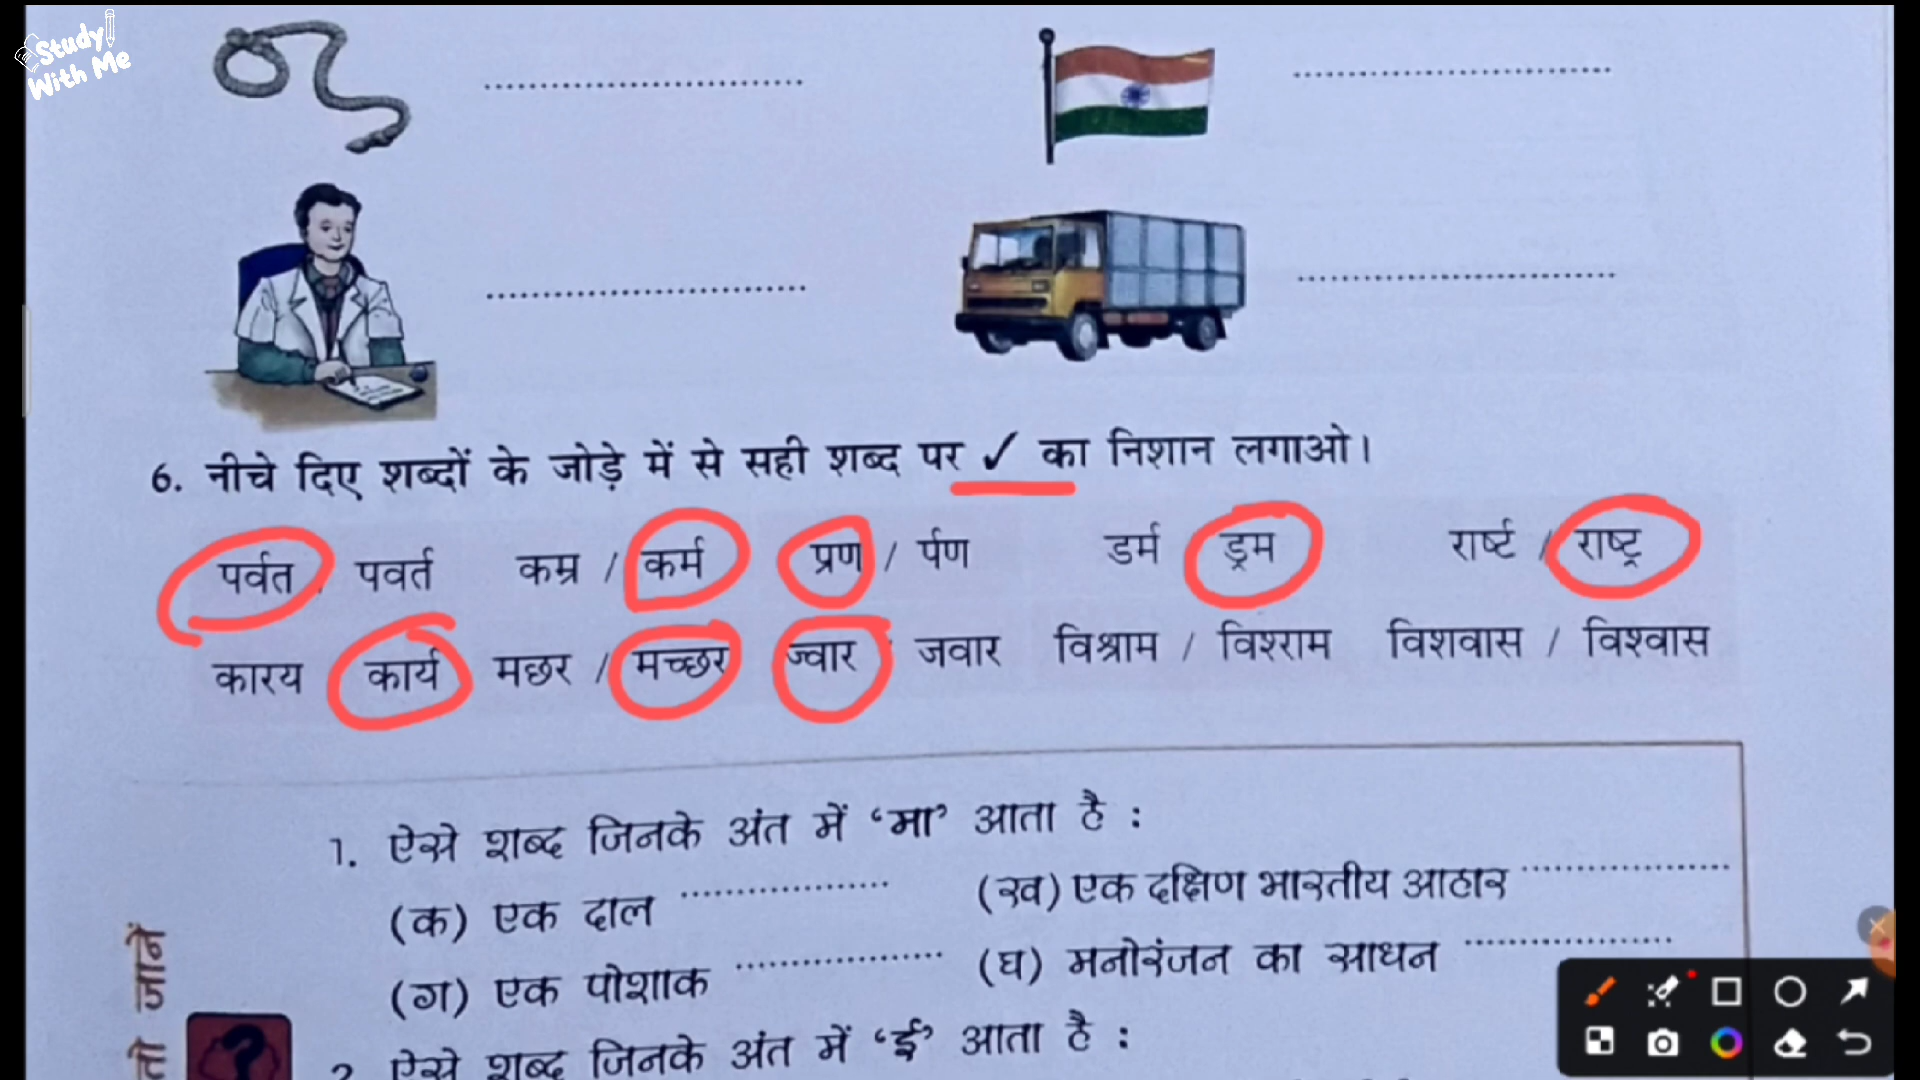 Study
With Me
6. नीचे दिए शब्दों के जोड़े में से सही शब्द पर ✓ का निशान लगाओ।
पर्वत पवर्त कम्र / कर्म प्रण / र्पण डर्म ड्रम रार्ष्ट / राष्ट्र
कारय कार्य मछर / मच्छर ज्वार जवार विश्राम / विश्राम विशवास / विश्वास
1. ऐसे शब्द जिनके अंत में ‘मा’ आता है :
(क) एक दाल .................... (ख) एक दक्षिण भारतीय आहार ....................
(ग) एक पोशाक .................... (घ) मनोरंजन का साधन ....................
2. ऐसे शब्द जिनके अंत में ‘ई’ आता है :
तो जानें